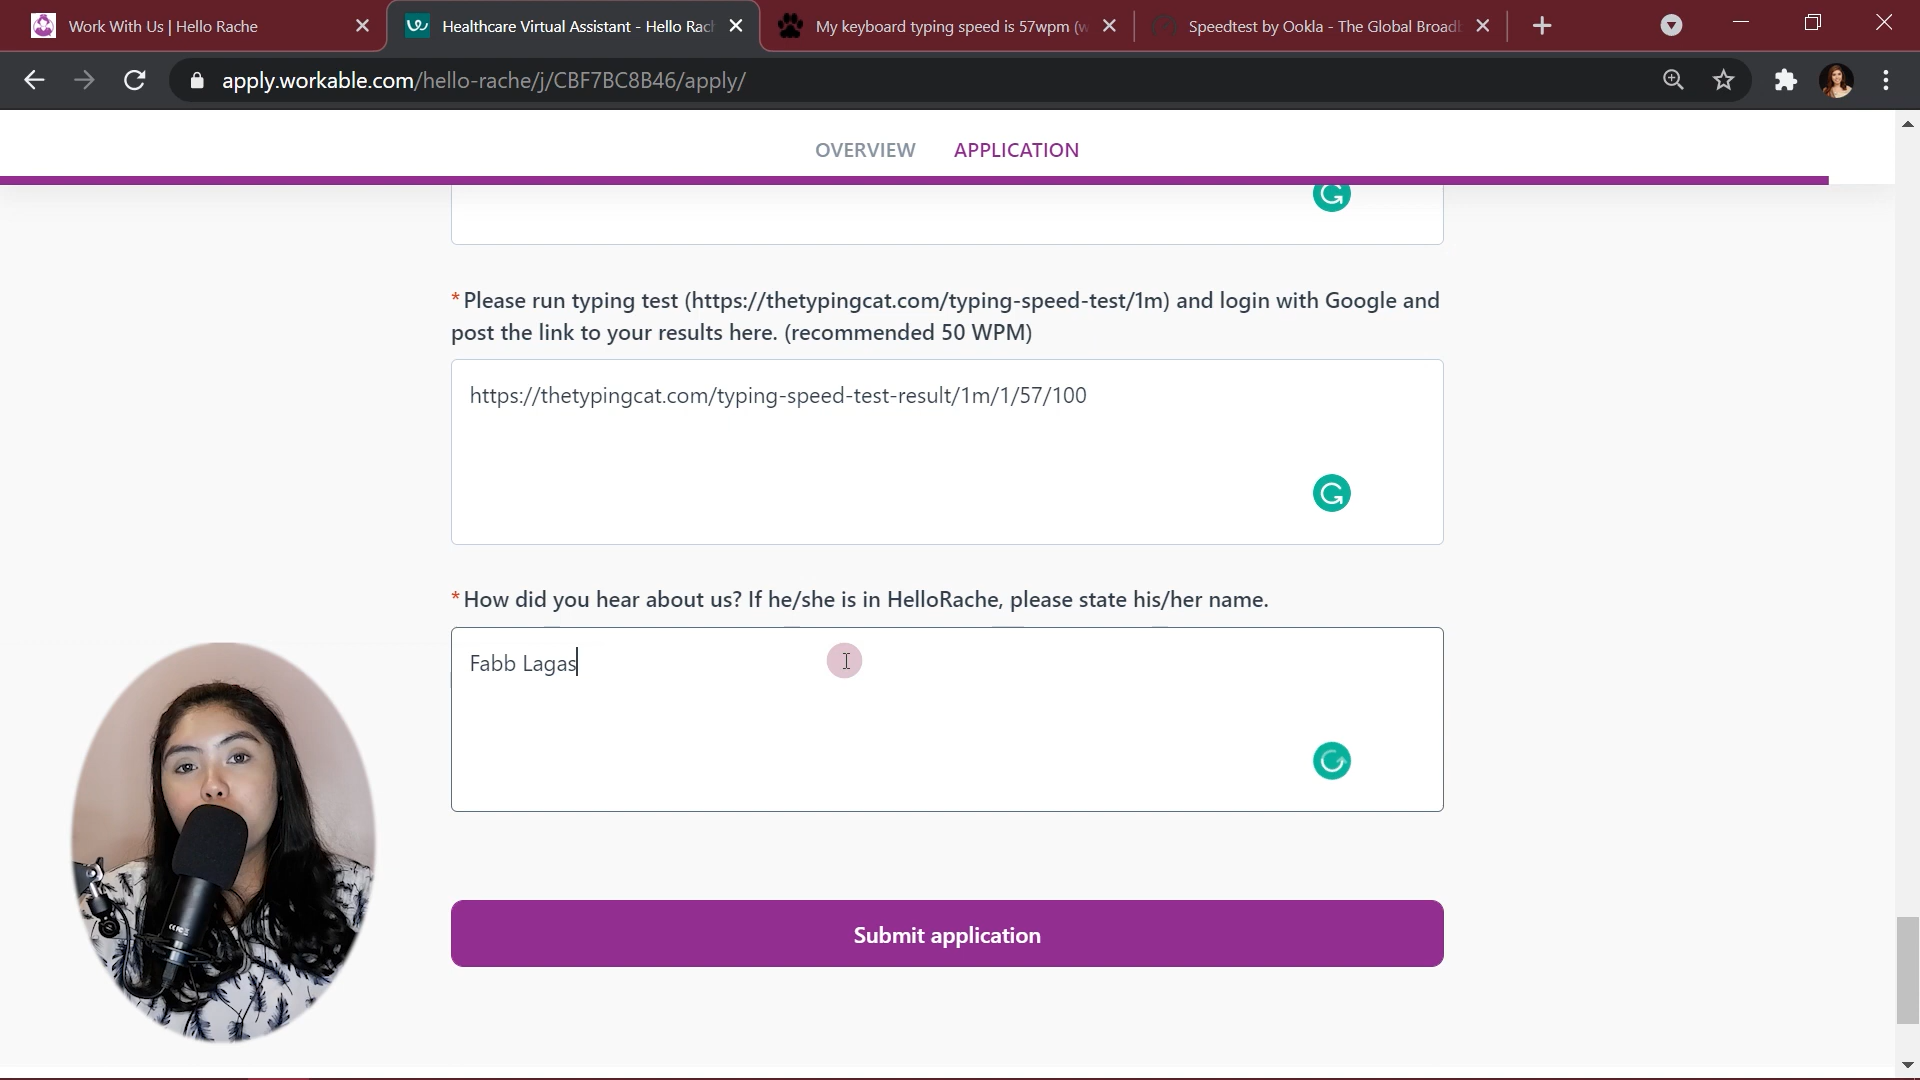 Work With Us | Hello Rache
Healthcare Virtual Assistant - Hello Rac
My keyboard typing speed is 57wpm (w
Speedtest by Ookla - The Global Broadb
apply.workable.com/hello-rache/j/CBF7BC8B46/apply/
OVERVIEW
APPLICATION
*Please run typing test (https://thetypingcat.com/typing-speed-test/1m) and login with Google and
post the link to your results here. (recommended 50 WPM)
https://thetypingcat.com/typing-speed-test-result/1m/1/57/100
*How did you hear about us? If he/she is in HelloRache, please state his/her name.
Fabb Lagas
Submit application